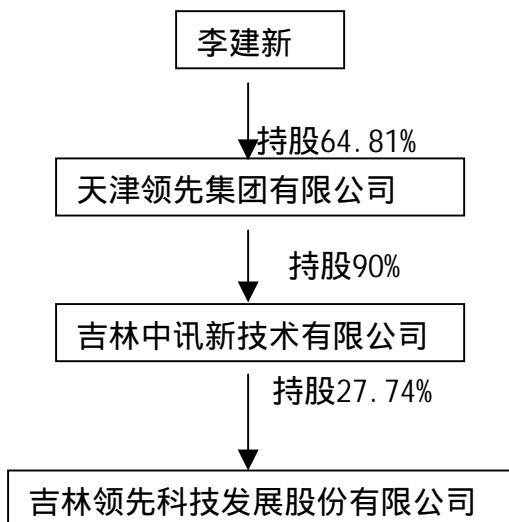 李建新
持股64.81%
天津领先集团有限公司
持股90%
吉林中讯新技术有限公司
持股27.74%
吉林领先科技发展股份有限公司